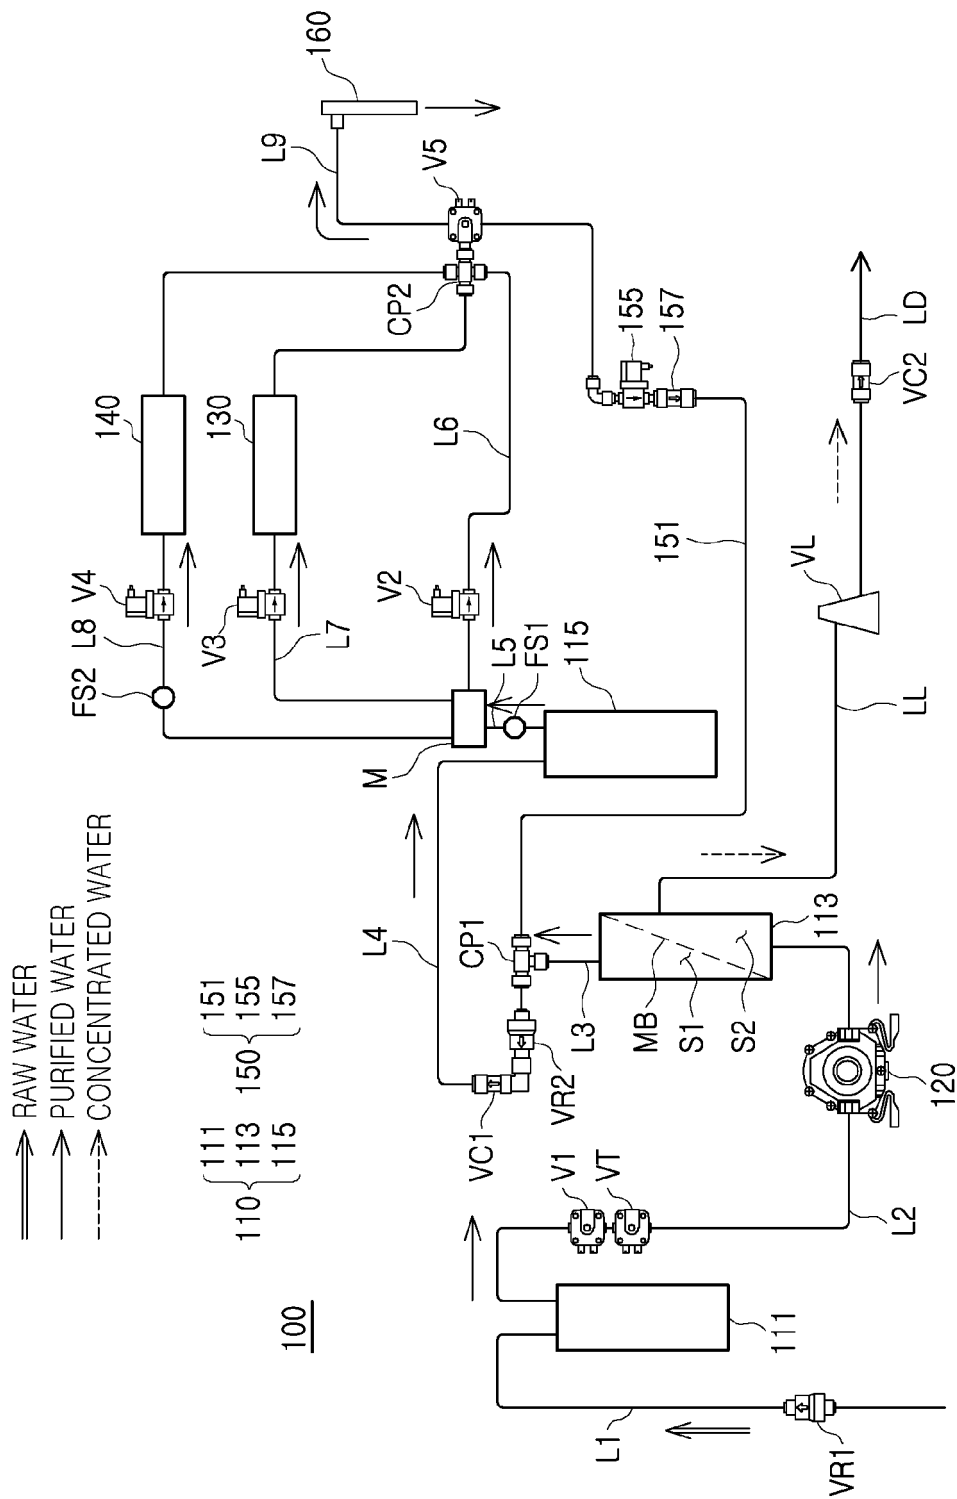 RAW WATER
PURIFIED WATER
CONCENTRATED WATER
100
110
111
113
115
150
151
155
157
FS2
L8
V4
140
V3
130
L9
160
L7
M
V2
CP2
L4
V5
L6
VC1
CP1
L5
FS1
V1
VR2
L3
115
L1
VT
155
MB
151
157
S1
S2
111
VL
113
VR1
L2
LL
VC2
LD
120